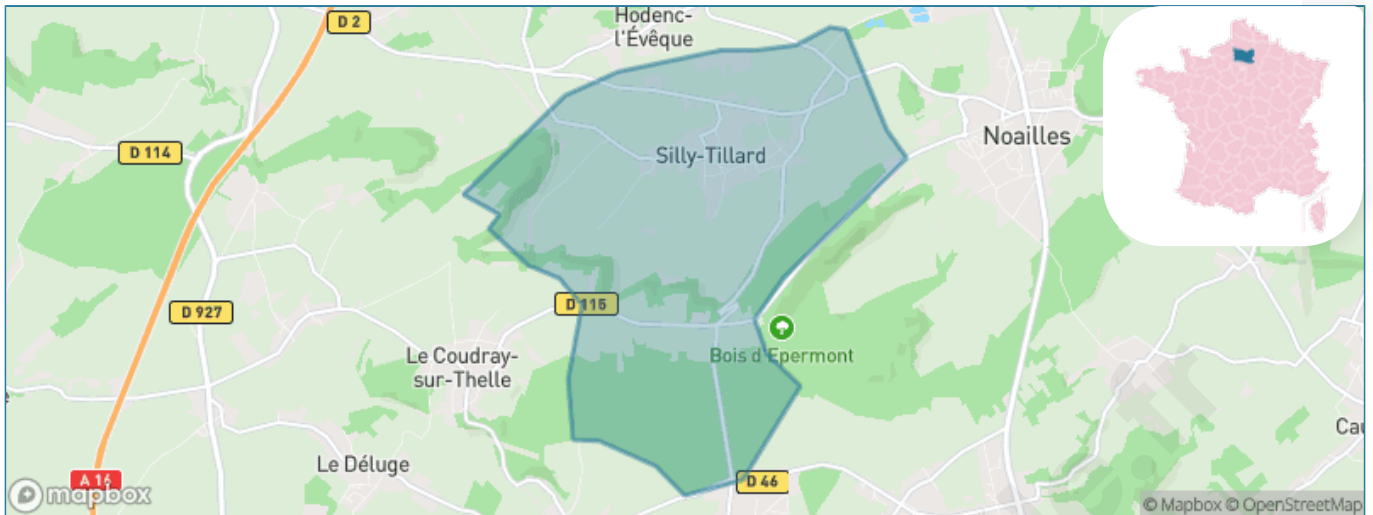 D 2
Hodenc-
l'Évêque
Noailles
D 114
Silly-Tillard
D 115
D 927
Bois d'Epermont
Le Coudray-
sur-Thelle
Cau
Le Déluge
A 16
D 46
mapbox
© Mapbox © OpenStreetMap